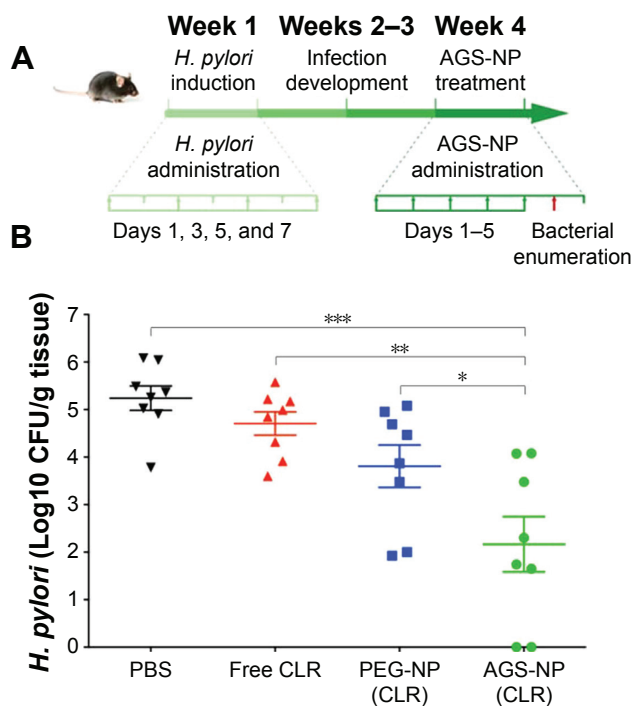 Week 1 Weeks 2–3 Week 4
A
H. pylori induction
Infection development
AGS-NP treatment
H. pylori administration
AGS-NP administration
Days 1, 3, 5, and 7
Days 1–5
Bacterial enumeration
B
H. pylori (Log10 CFU/g tissue)
7
6
5
4
3
2
1
0
***
**
*
PBS
Free CLR
PEG-NP (CLR)
AGS-NP (CLR)